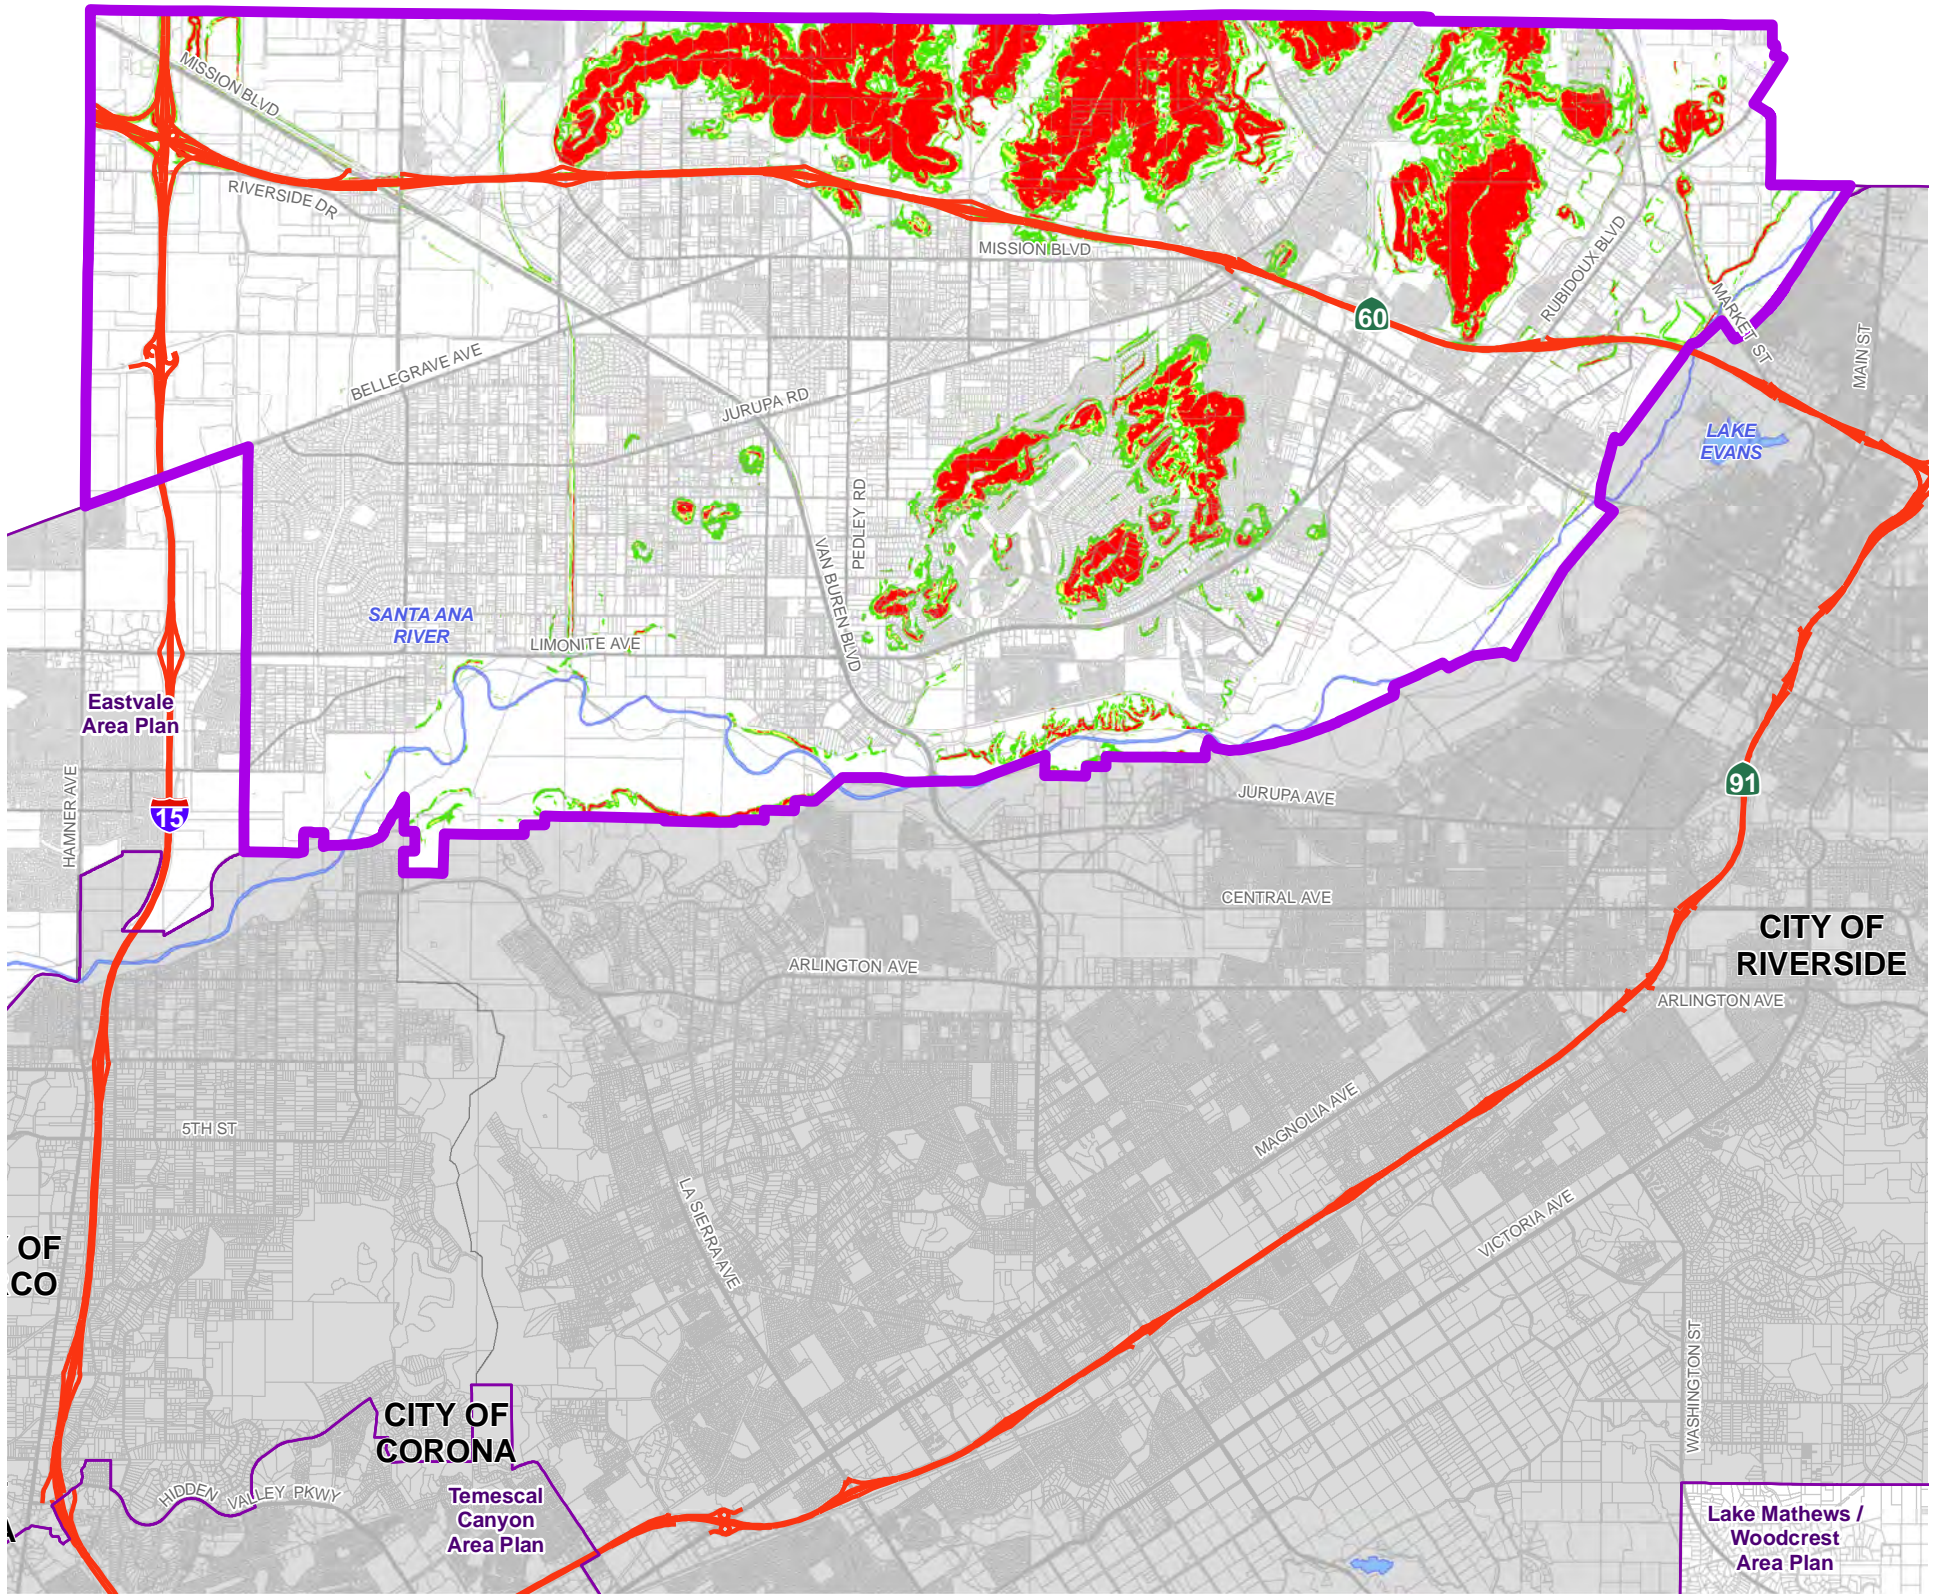 MISSION BLVD
RIVERSIDE DR
MISSION BLVD
RUBIDOUX BLVD
60
MARKET ST
MAIN ST
BELLEGRAVE AVE
JURUPA RD
LAKE
EVANS
PEDLEY RD
VAN BUREN BLVD
SANTA ANA
RIVER
LIMONITE AVE
Eastvale
Area Plan
HAMNER AVE
15
91
JURUPA AVE
CENTRAL AVE
CITY OF
RIVERSIDE
ARLINGTON AVE
ARLINGTON AVE
5TH ST
MAGNOLIA AVE
LA SIERRA AVE
VICTORIA AVE
OF
CO
WASHINGTON ST
CITY OF
CORONA
HIDDEN VALLEY PKWY
Temescal
Canyon
Area Plan
Lake Mathews /
Woodcrest
Area Plan